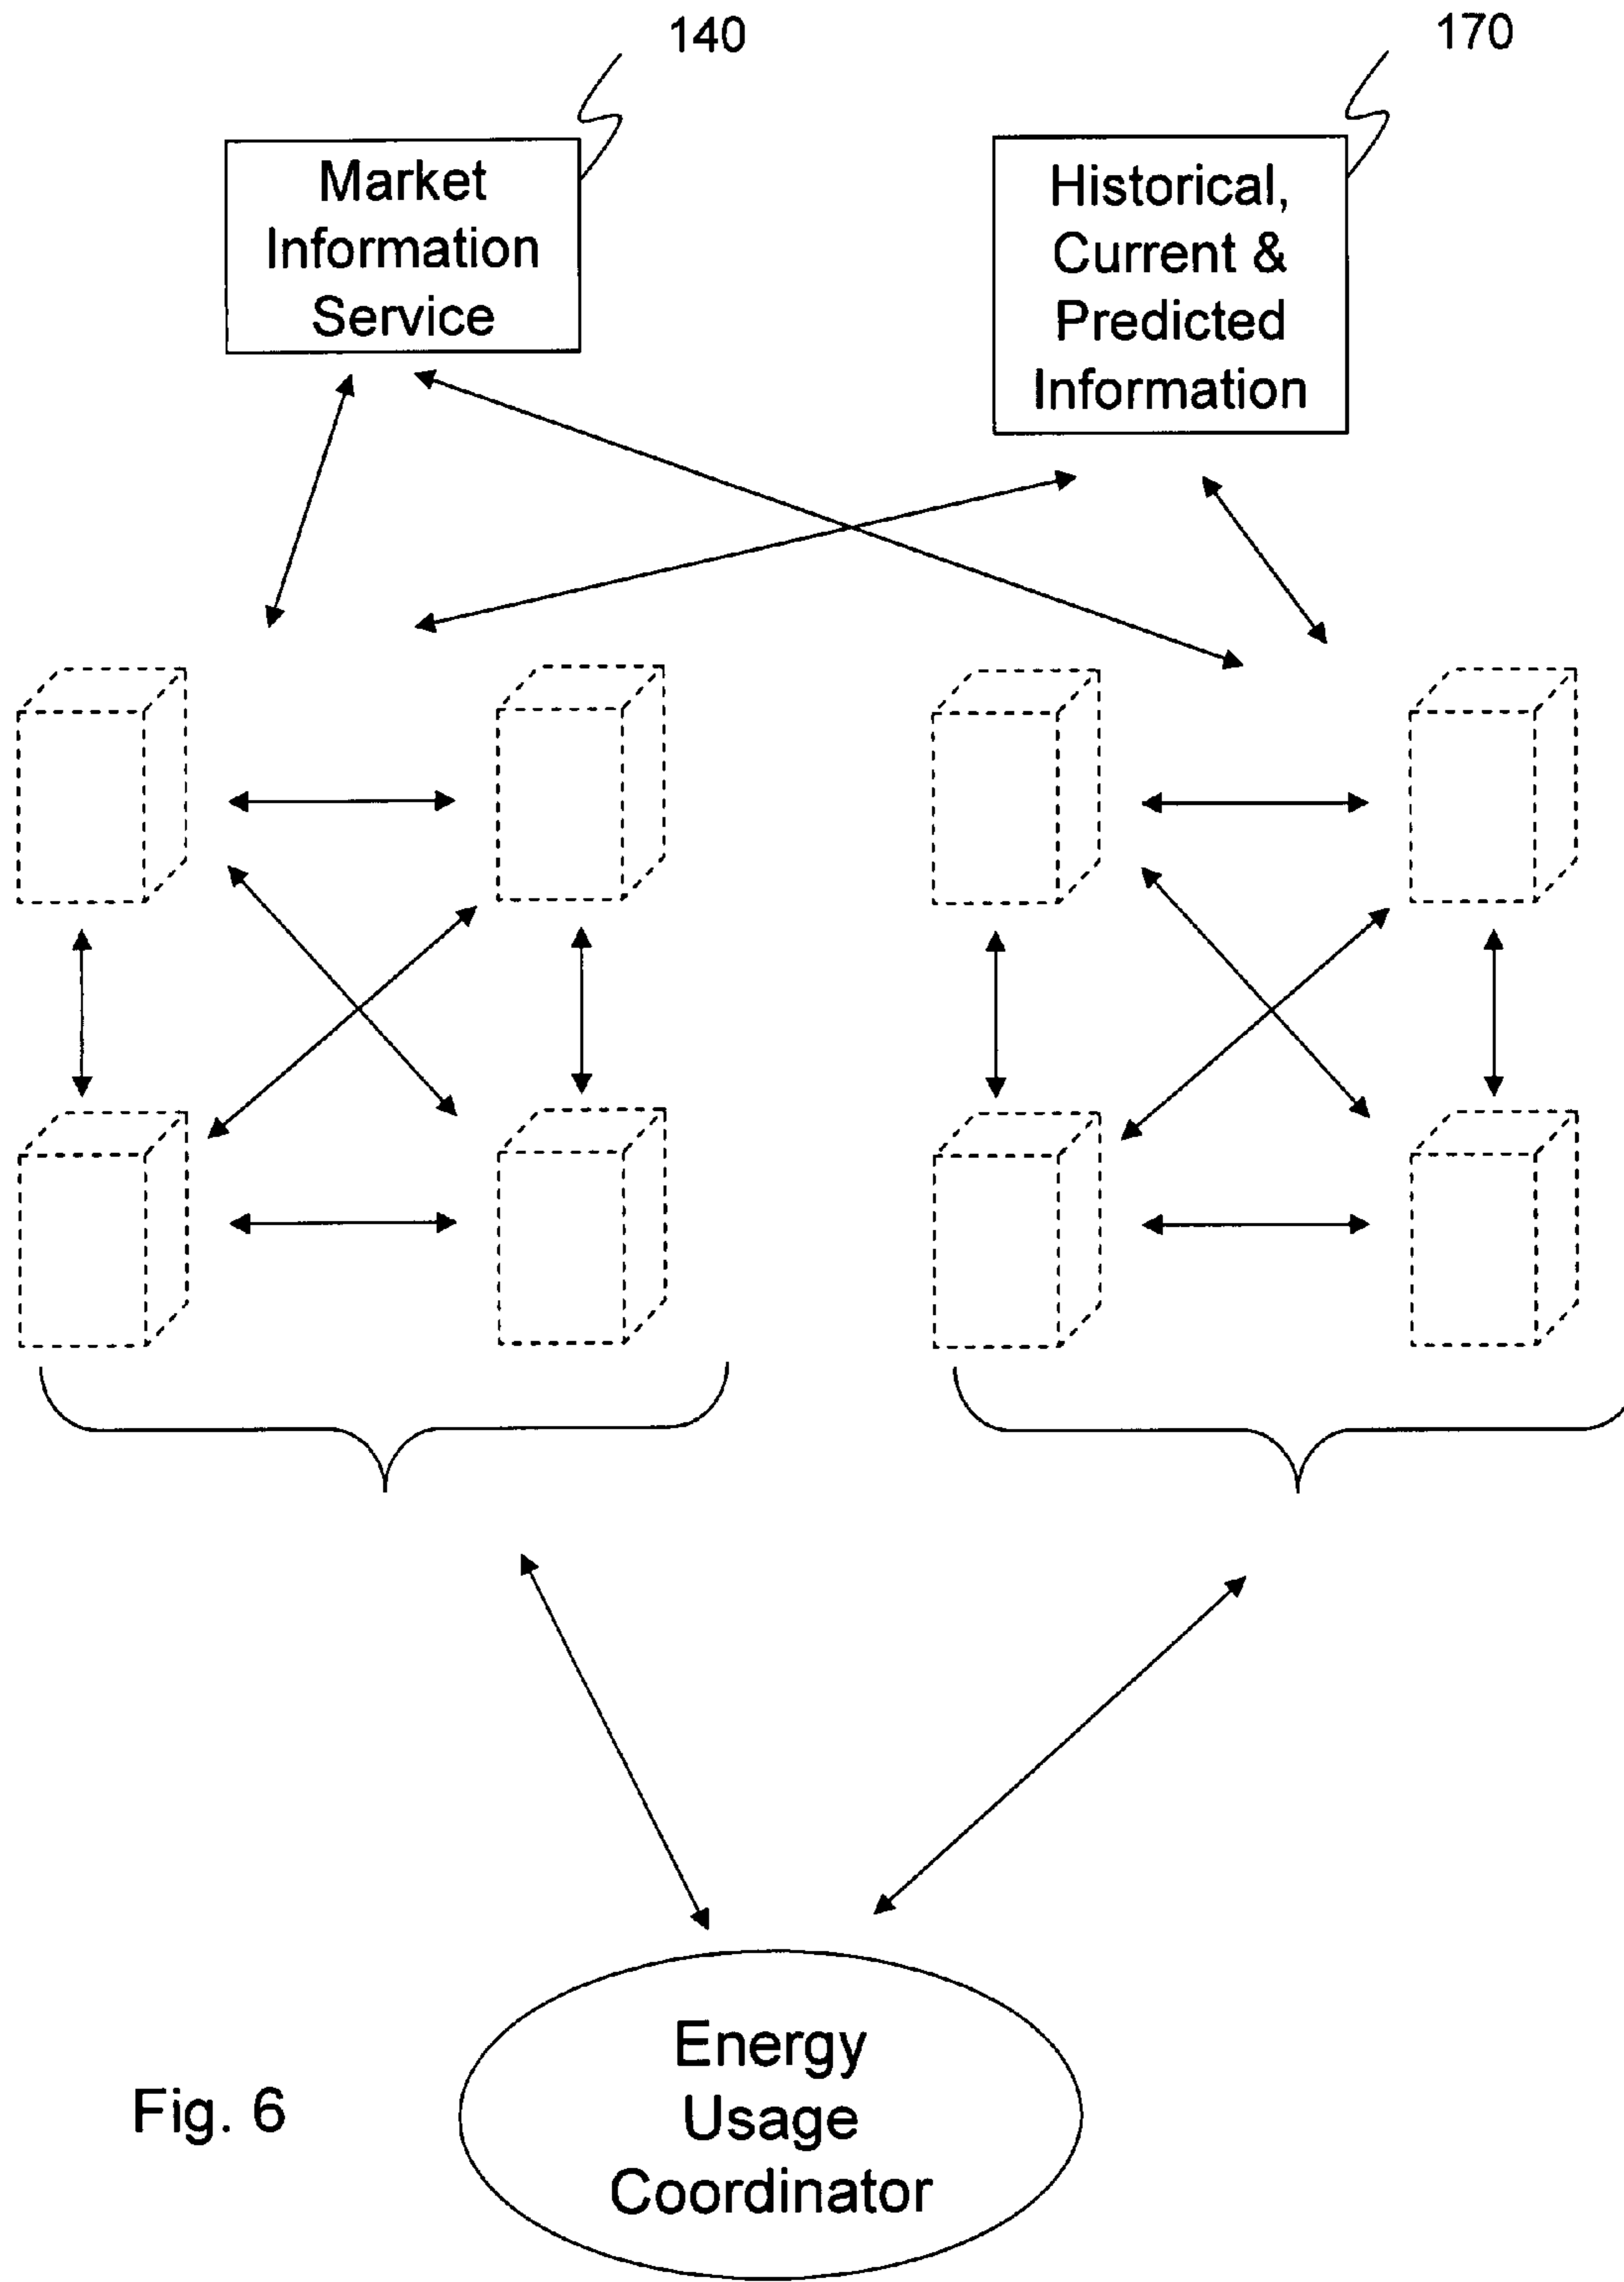 140
170
Market
Information
Service
Historical,
Current &
Predicted
Information
Energy
Usage
Coordinator
Fig. 6